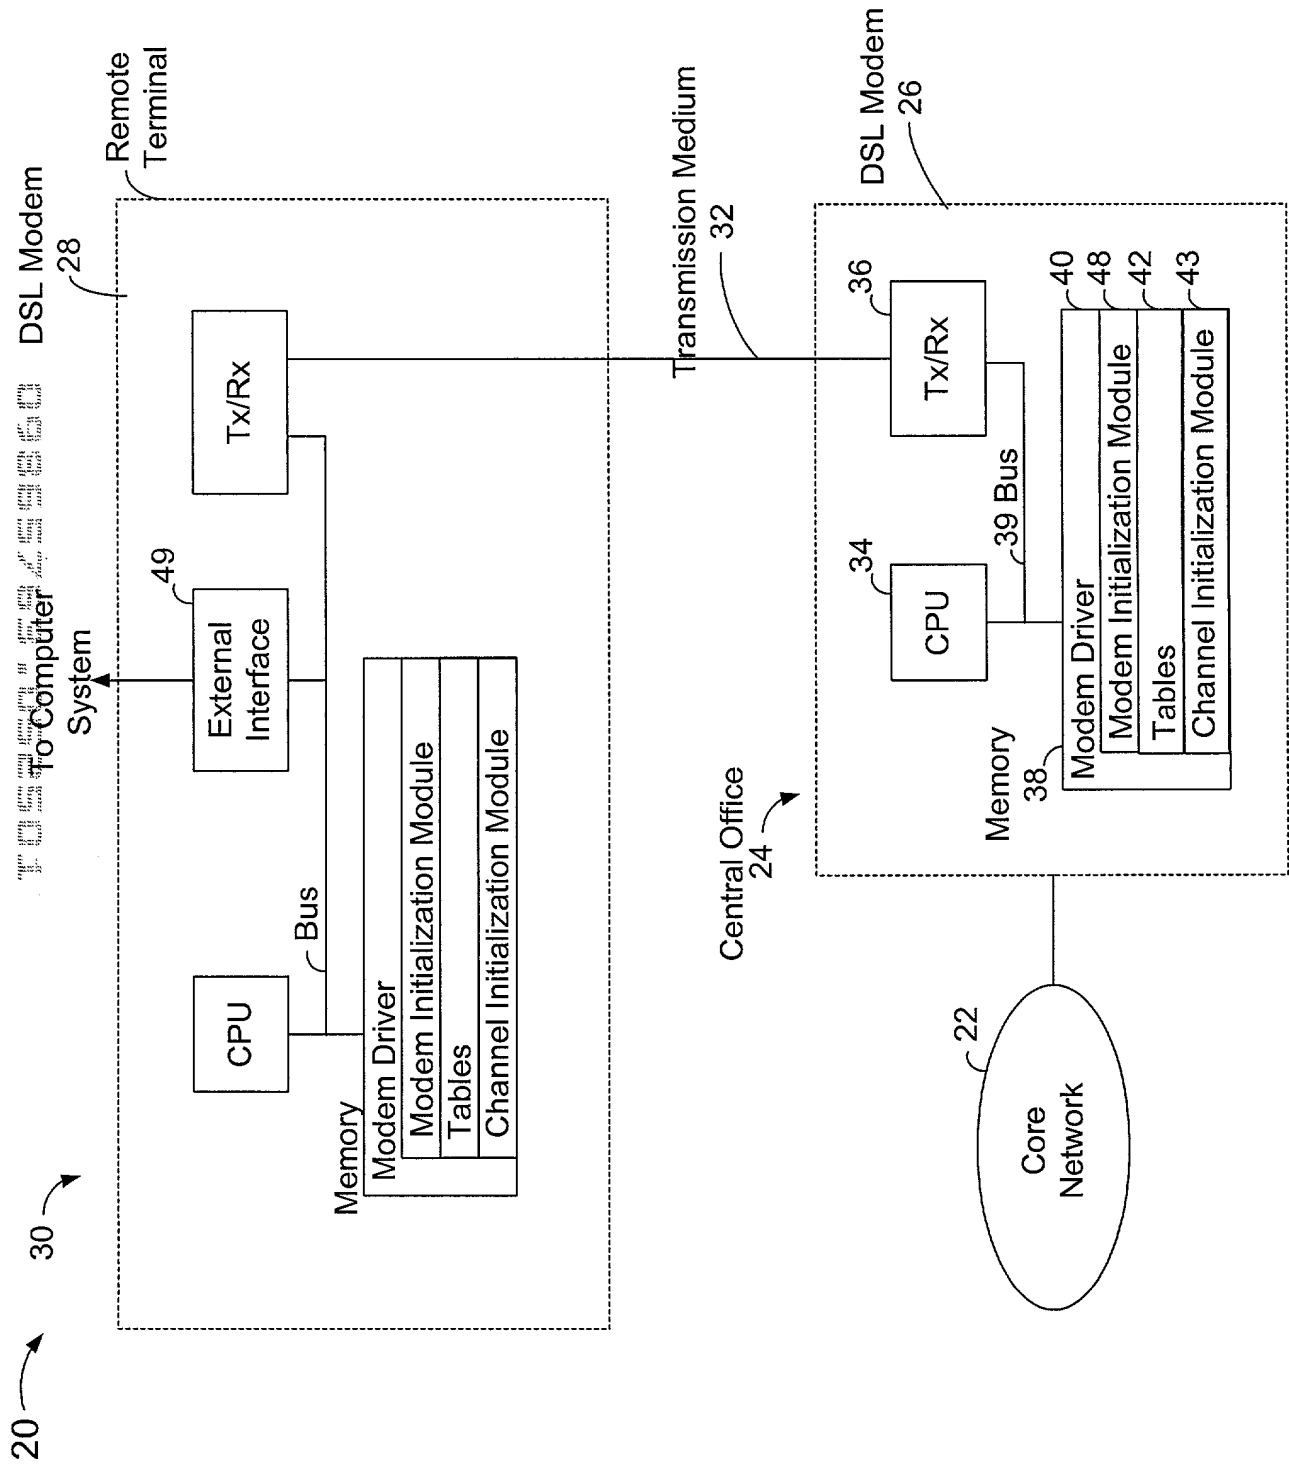 20
30
To Computer
System
DSL Modem
28
Remote
Terminal
CPU
External
Interface
49
Tx/Rx
Bus
Memory
Modem Driver
Modem Initialization Module
Tables
Channel Initialization Module
Transmission Medium
32
Central Office
24
DSL Modem
26
CPU
34
Tx/Rx
36
39 Bus
Memory
38
Modem Driver
40
Modem Initialization Module
48
Tables
42
Channel Initialization Module
43
22
Core
Network